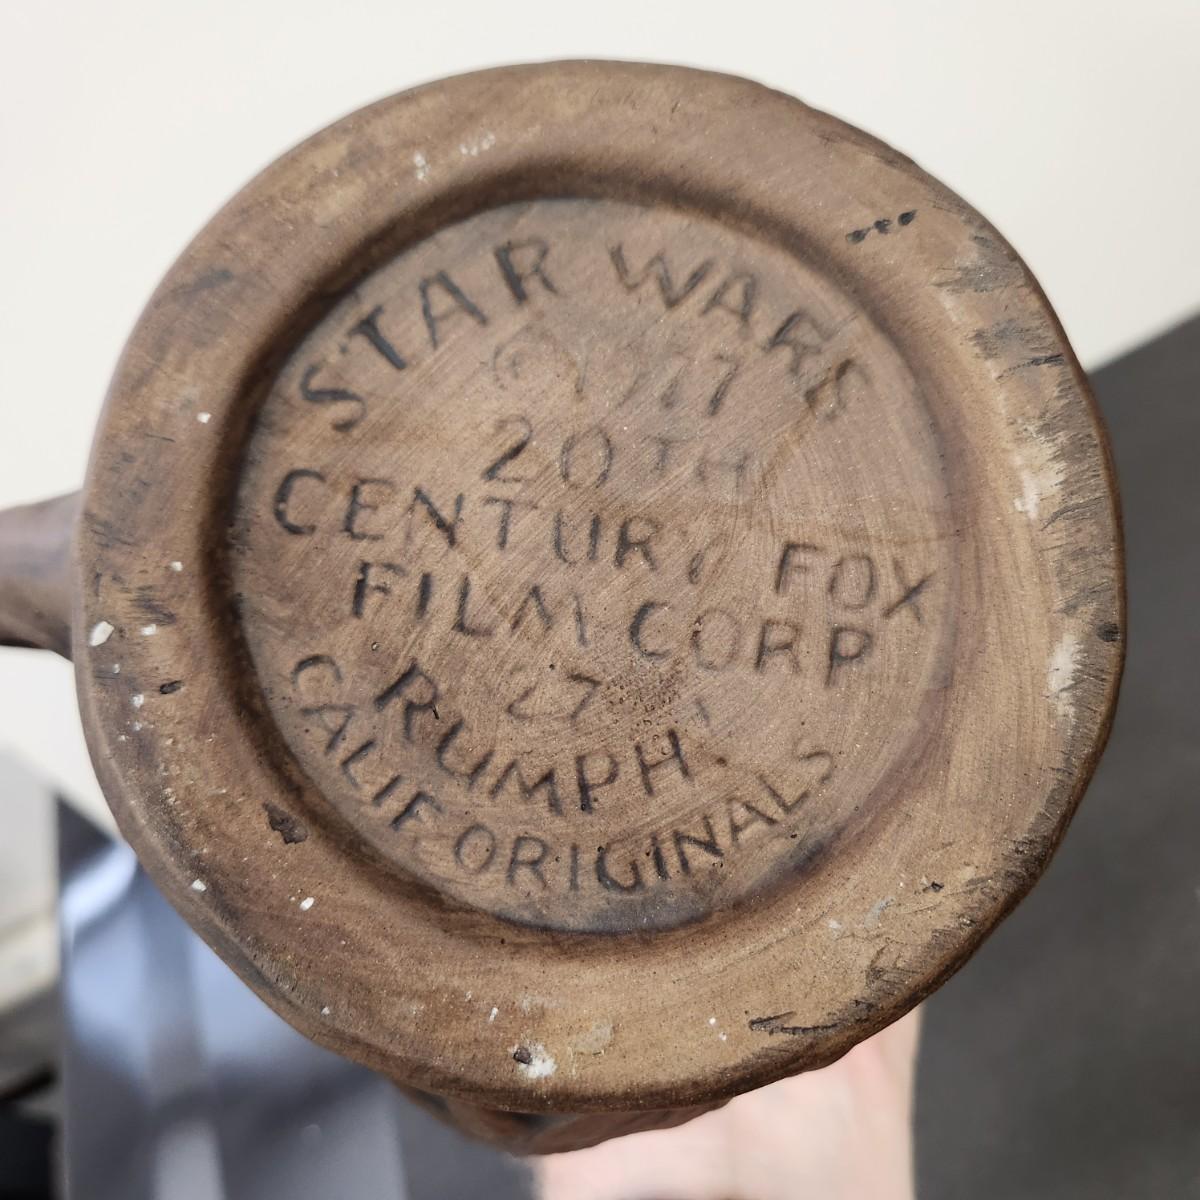 STAR WARS
© 1977
20TH
CENTURY FOX
FILM CORP
27
RUMPH
CALIF ORIGINALS